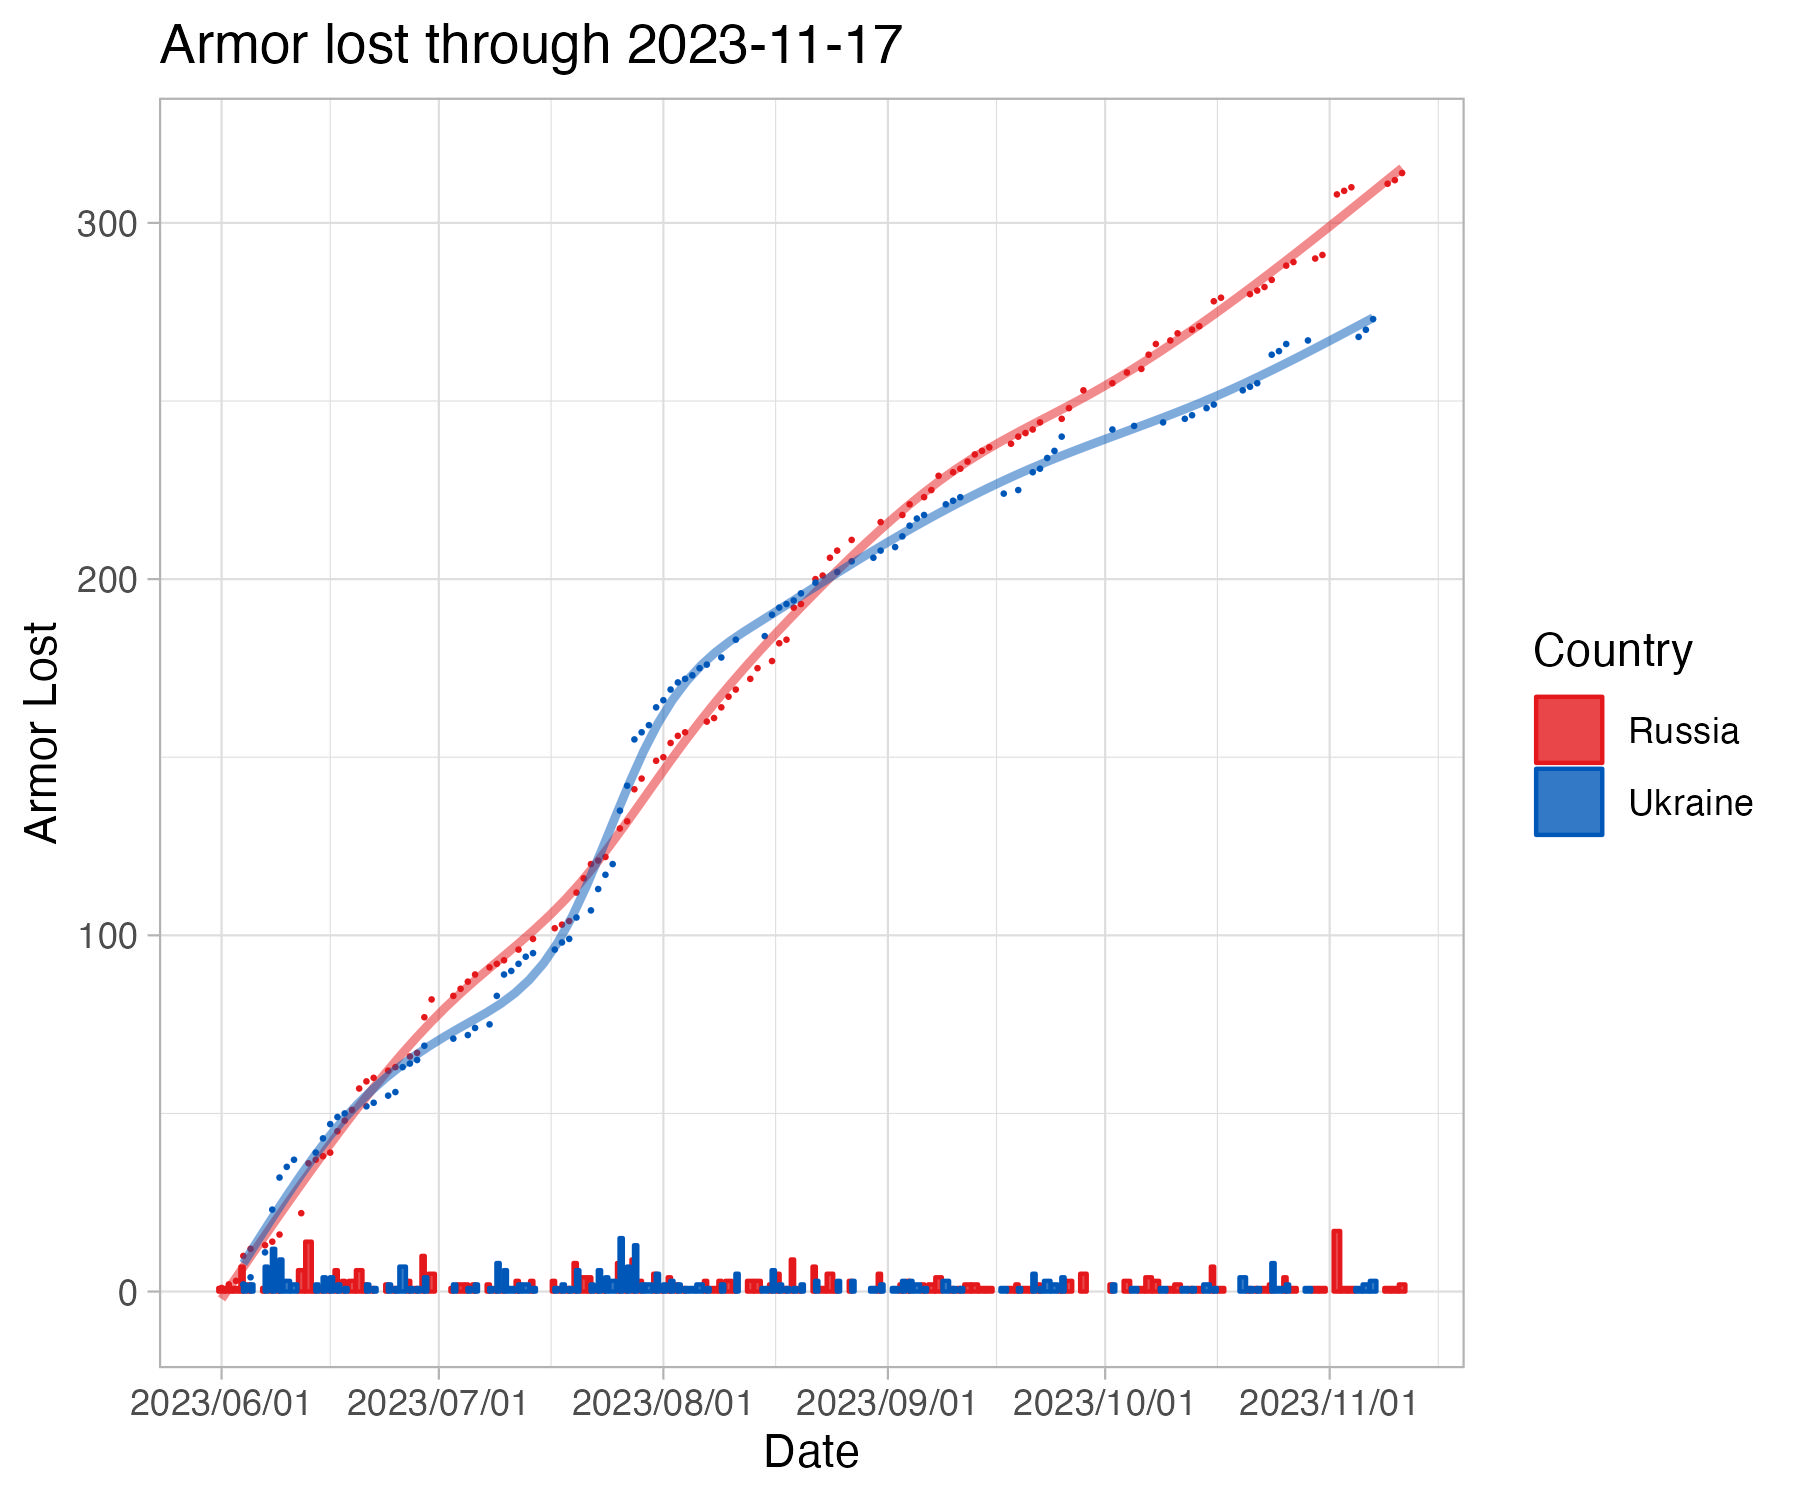 Armor lost through 2023-11-17
300
200
100
0
Armor Lost
2023/06/01 2023/07/01 2023/08/01 2023/09/01 2023/10/01 2023/11/01
Date
Country
Russia
Ukraine